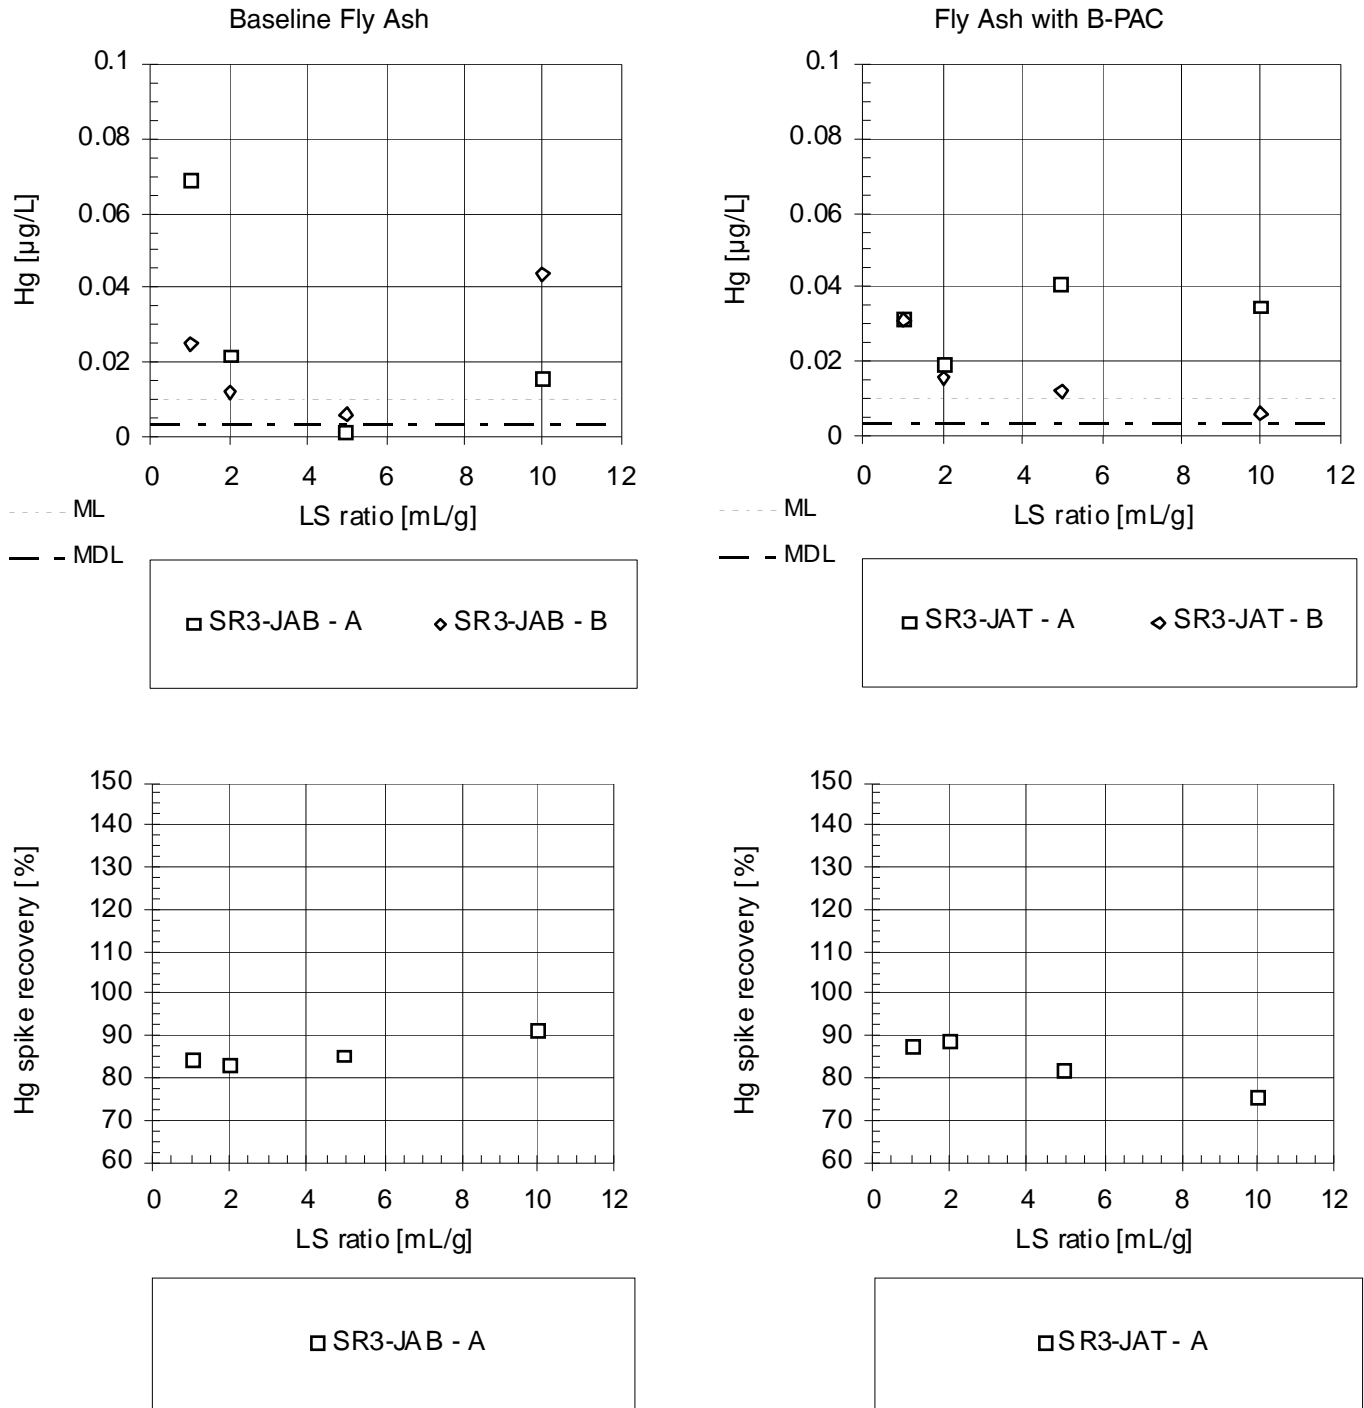 Baseline Fly Ash
0.1
0.08
0.06
0.04
0.02
0
Hg [µg/L]
0 2 4 6 8 10 12
LS ratio [mL/g]
ML
MDL
SR3-JAB - A SR3-JAB - B
Fly Ash with B-PAC
0.1
0.08
0.06
0.04
0.02
0
Hg [µg/L]
0 2 4 6 8 10 12
LS ratio [mL/g]
ML
MDL
SR3-JAT - A SR3-JAT - B
150
140
130
120
110
100
90
80
70
60
Hg spike recovery [%]
0 2 4 6 8 10 12
LS ratio [mL/g]
SR3-JAB - A
150
140
130
120
110
100
90
80
70
60
Hg spike recovery [%]
0 2 4 6 8 10 12
LS ratio [mL/g]
SR3-JAT - A